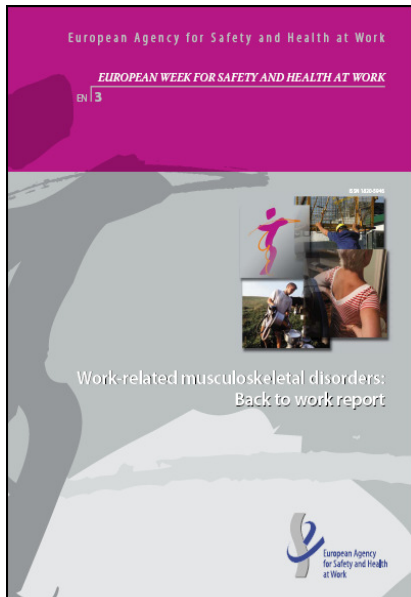 European Agency for Safety and Health at Work
EUROPEAN WEEK FOR SAFETY AND HEALTH AT WORK
EN 3
Work-related musculoskeletal disorders:
Back to work report
European Agency
for Safety and Health
at Work